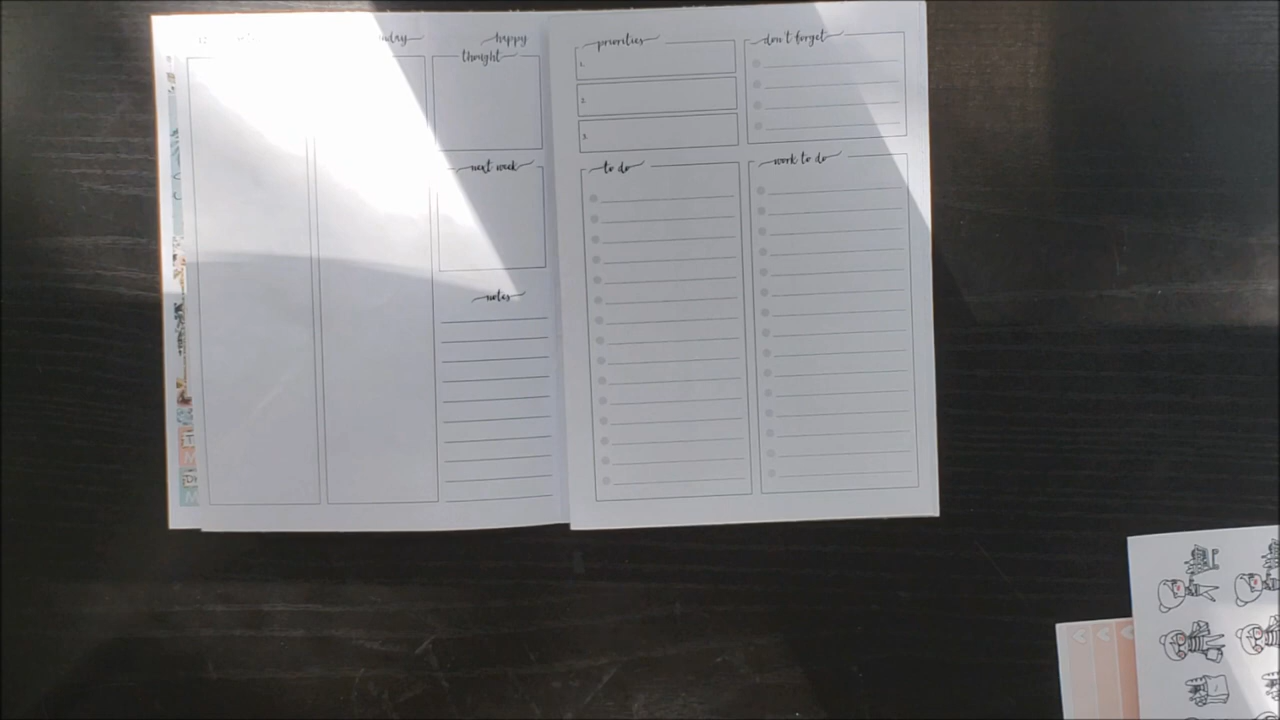 happy
thought
next week
notes
priorities
1.
2.
3.
don't forget
to do
work to do